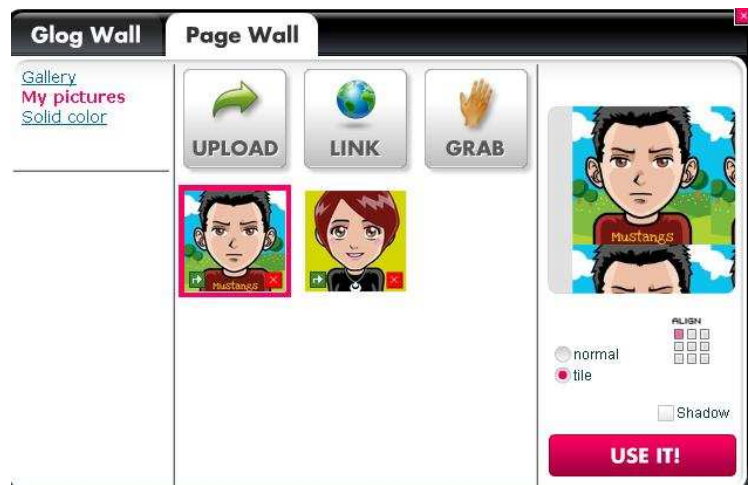 Glog Wall
Page Wall
Gallery
My pictures
Solid color
UPLOAD
LINK
GRAB
Mustangs
Mustangs
normal
tile
ALIGN
Shadow
USE IT!